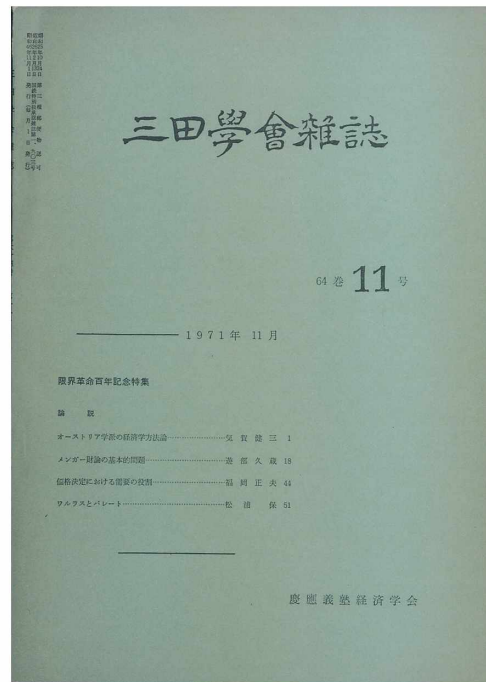 三田學會雑誌
64巻 11号
1971年 11月
限界革命百年記念特集
論説
オーストリア学派の経済学方法論 気賀健三 1
メンガー財論の基本的問題 遊部久蔵 18
価格決定における需要の役割 福岡正夫 44
ワルラスとパレート 松浦保 51
慶應義塾経済学会